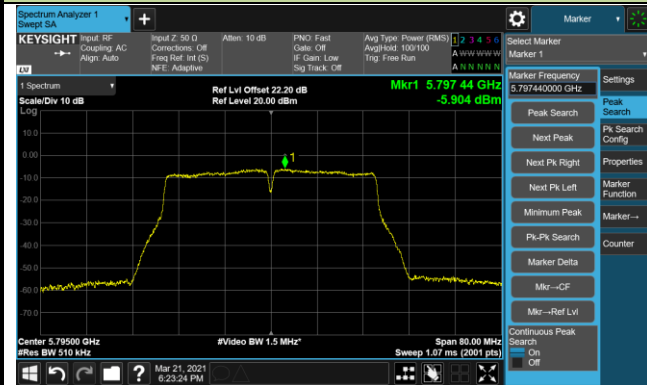 Spectrum Analyzer 1
Swept SA
Marker
KEYSIGHT
Input: RF
Coupling: AC
Align: Auto
Input Z: 50 Ω
Corrections: Off
Freq Ref: Int (S)
NFE: Adaptive
Atten: 10 dB
PNO: Fast
Gate: Off
IF Gain: Low
Sig Track: Off
Avg Type: Power (RMS)
Avg|Hold: 100/100
Trig: Free Run
1 2 3 4 5 6
A W W W W W
A N N N N N
LXI
Select Marker
Marker 1
1 Spectrum
Scale/Div 10 dB
Ref Lvl Offset 22.20 dB
Ref Level 20.00 dBm
Mkr1 5.797 44 GHz
-5.904 dBm
Log
10.0
0.00
-10.0
-20.0
-30.0
-40.0
-50.0
-60.0
-70.0
1
Center 5.79500 GHz
#Res BW 510 kHz
#Video BW 1.5 MHz*
Span 80.00 MHz
Sweep 1.07 ms (2001 pts)
Marker Frequency
5.797440000 GHz
Peak Search
Next Peak
Next Pk Right
Next Pk Left
Minimum Peak
Pk-Pk Search
Marker Delta
Mkr→CF
Mkr→Ref Lvl
Continuous Peak
Search
On
Off
Settings
Peak
Search
Pk Search
Config
Properties
Marker
Function
Marker→
Counter
?
Mar 21, 2021
6:23:24 PM